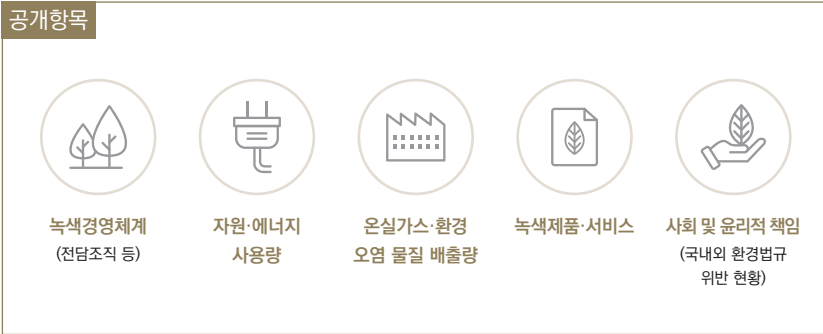 공개항목
녹색경영체계
(전담조직 등)
자원·에너지
사용량
온실가스·환경
오염 물질 배출량
녹색제품·서비스
사회 및 윤리적 책임
(국내외 환경법규
위반 현황)